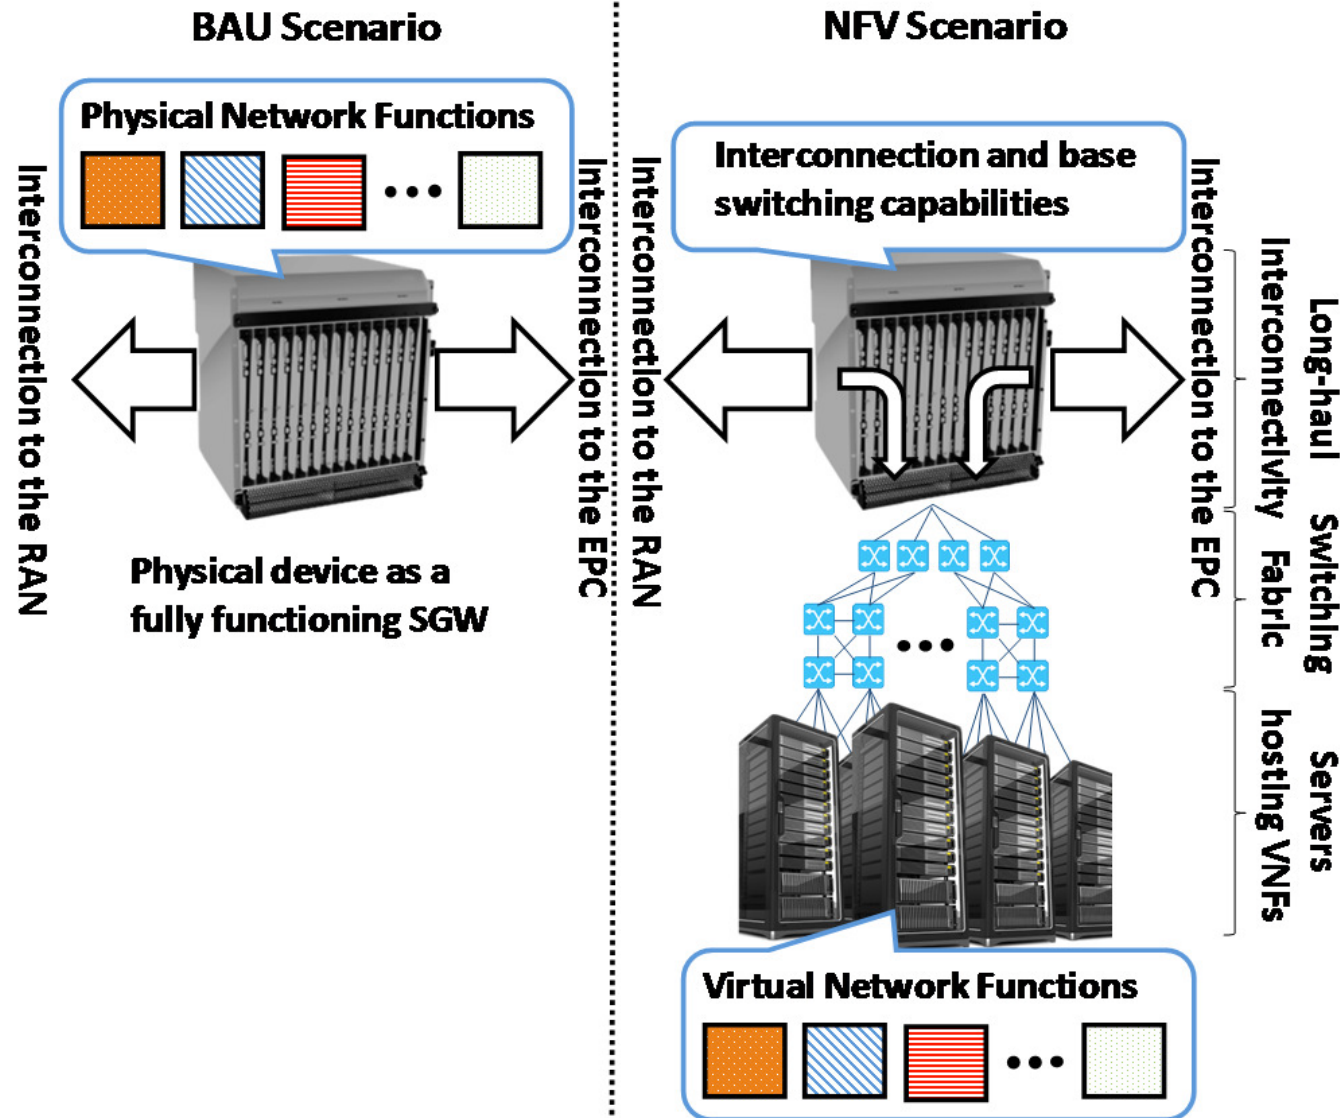 BAU Scenario
Physical Network Functions
Interconnection to the RAN
Interconnection to the EPC
Physical device as a
fully functioning SGW
NFV Scenario
Interconnection and base
switching capabilities
Interconnection to the RAN
Interconnection to the EPC
Long-haul
Interconnectivity
Switching
Fabric
Servers
hosting VNFs
Virtual Network Functions